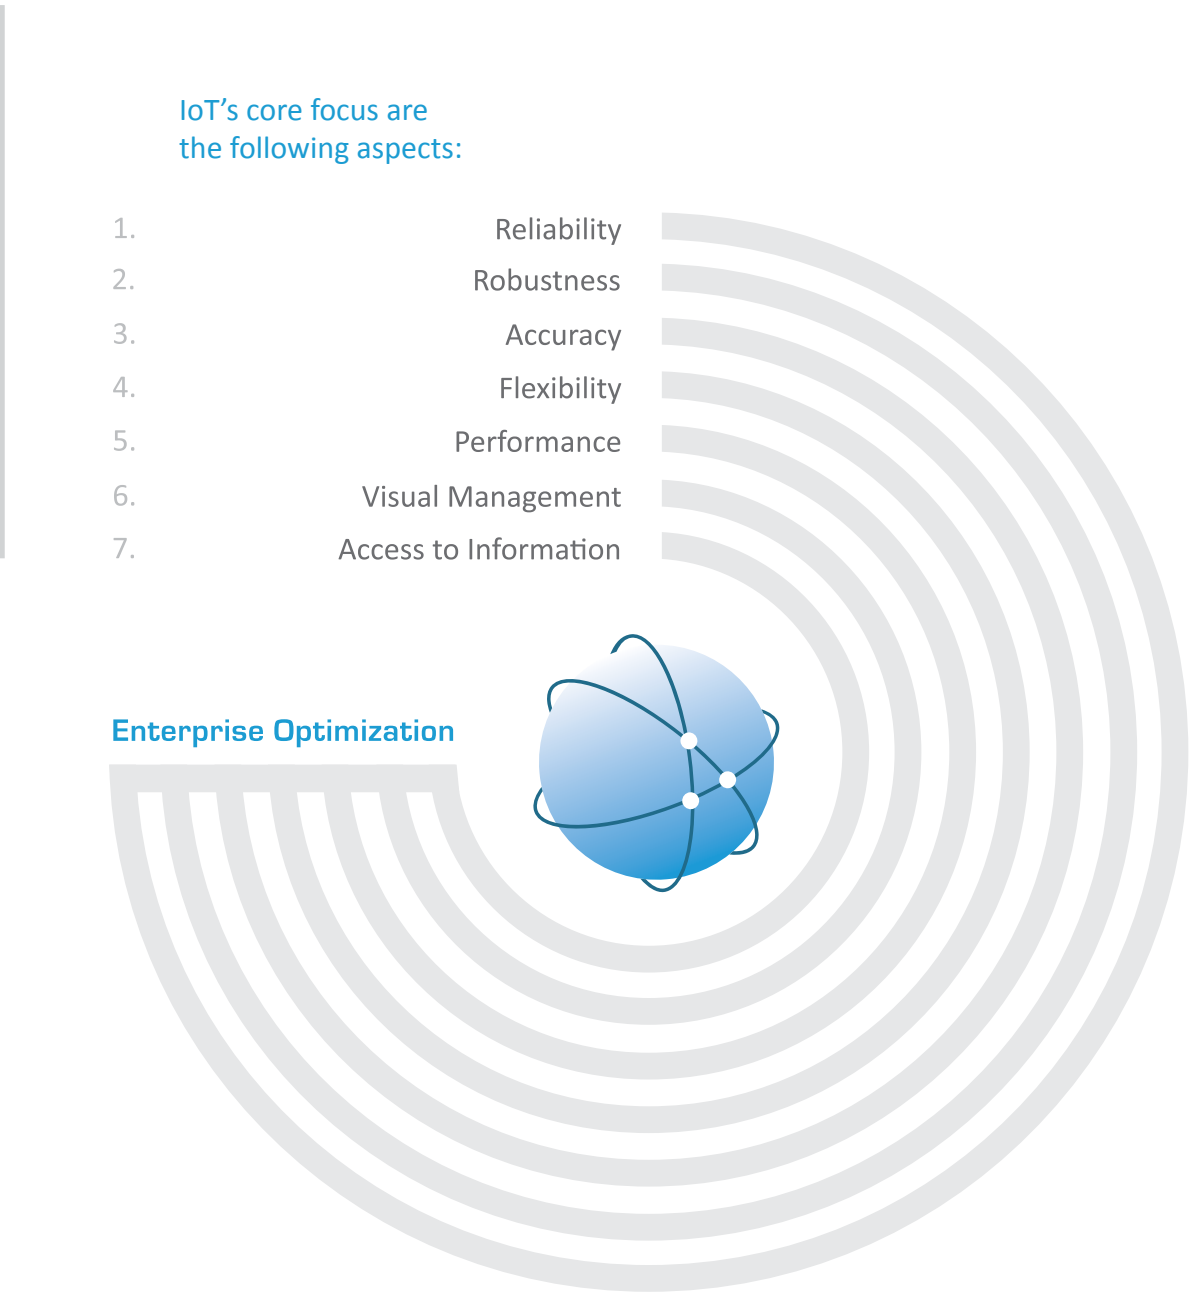 IoT’s core focus are
the following aspects:
1. Reliability
2. Robustness
3. Accuracy
4. Flexibility
5. Performance
6. Visual Management
7. Access to Information
Enterprise Optimization